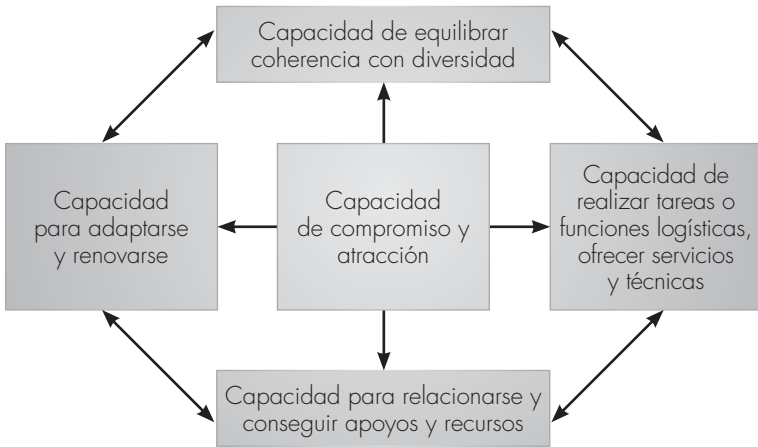 Capacidad de equilibrar
coherencia con diversidad
Capacidad
para adaptarse
y renovarse
Capacidad
de compromiso y
atracción
Capacidad de
realizar tareas o
funciones logísticas,
ofrecer servicios
y técnicas
Capacidad para relacionarse y
conseguir apoyos y recursos